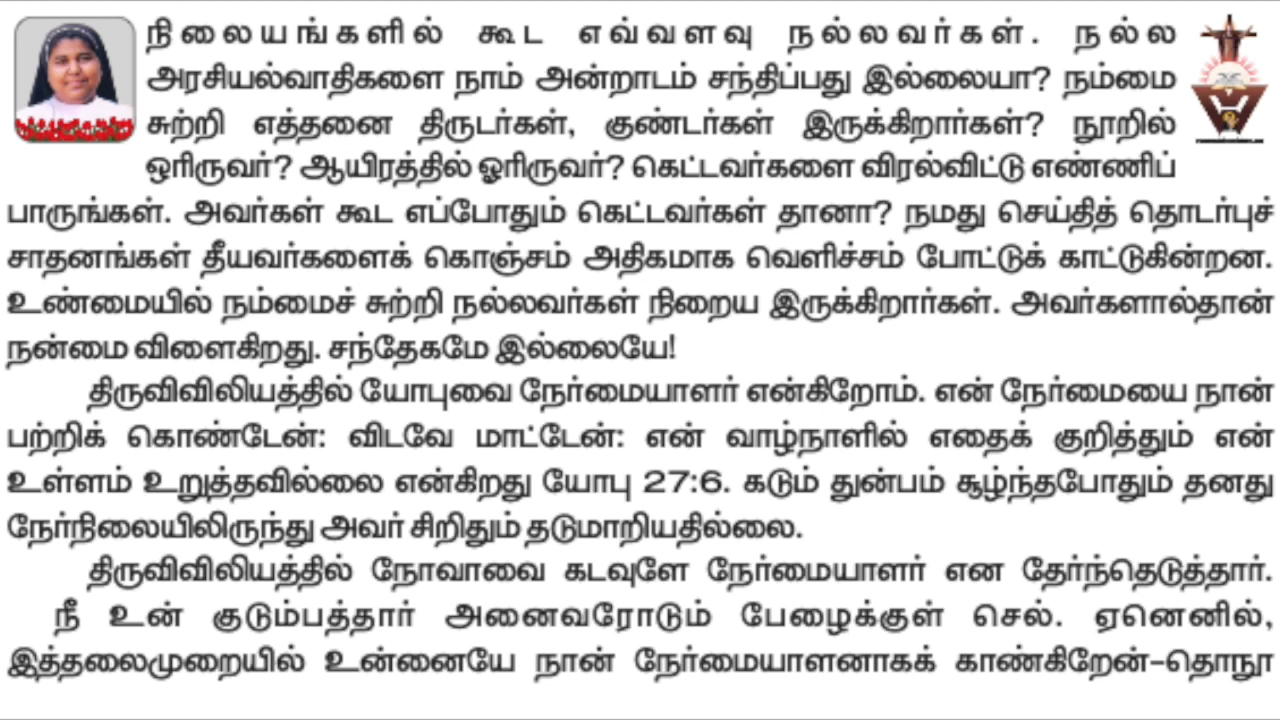 நிலையங்களில் கூட எவ்வளவு நல்லவர்கள். நல்ல
அரசியல்வாதிகளை நாம் அன்றாடம் சந்திப்பது இல்லையா? நம்மை
சுற்றி எத்தனை திருடர்கள், குண்டர்கள் இருக்கிறார்கள்? நூறில்
ஒரிருவர்? ஆயிரத்தில் ஓரிருவர்? கெட்டவர்களை விரல்விட்டு எண்ணிப்
பாருங்கள். அவர்கள் கூட எப்போதும் கெட்டவர்கள் தானா? நமது செய்தித் தொடர்புச்
சாதனங்கள் தீயவர்களைக் கொஞ்சம் அதிகமாக வெளிச்சம் போட்டுக் காட்டுகின்றன.
உண்மையில் நம்மைச் சுற்றி நல்லவர்கள் நிறைய இருக்கிறார்கள். அவர்களால்தான்
நன்மை விளைகிறது. சந்தேகமே இல்லையே!
திருவிவிலியத்தில் யோபுவை நேர்மையாளர் என்கிறோம். என் நேர்மையை நான்
பற்றிக் கொண்டேன்: விடவே மாட்டேன்: என் வாழ்நாளில் எதைக் குறித்தும் என்
உள்ளம் உறுத்தவில்லை என்கிறது யோபு 27:6. கடும் துன்பம் சூழ்ந்தபோதும் தனது
நேர்நிலையிலிருந்து அவர் சிறிதும் தடுமாறியதில்லை.
திருவிவிலியத்தில் நோவாவை கடவுளே நேர்மையாளர் என தேர்ந்தெடுத்தார்.
நீ உன் குடும்பத்தார் அனைவரோடும் பேழைக்குள் செல். ஏனெனில்,
இத்தலைமுறையில் உன்னையே நான் நேர்மையாளனாகக் காண்கிறேன்-தொநூ